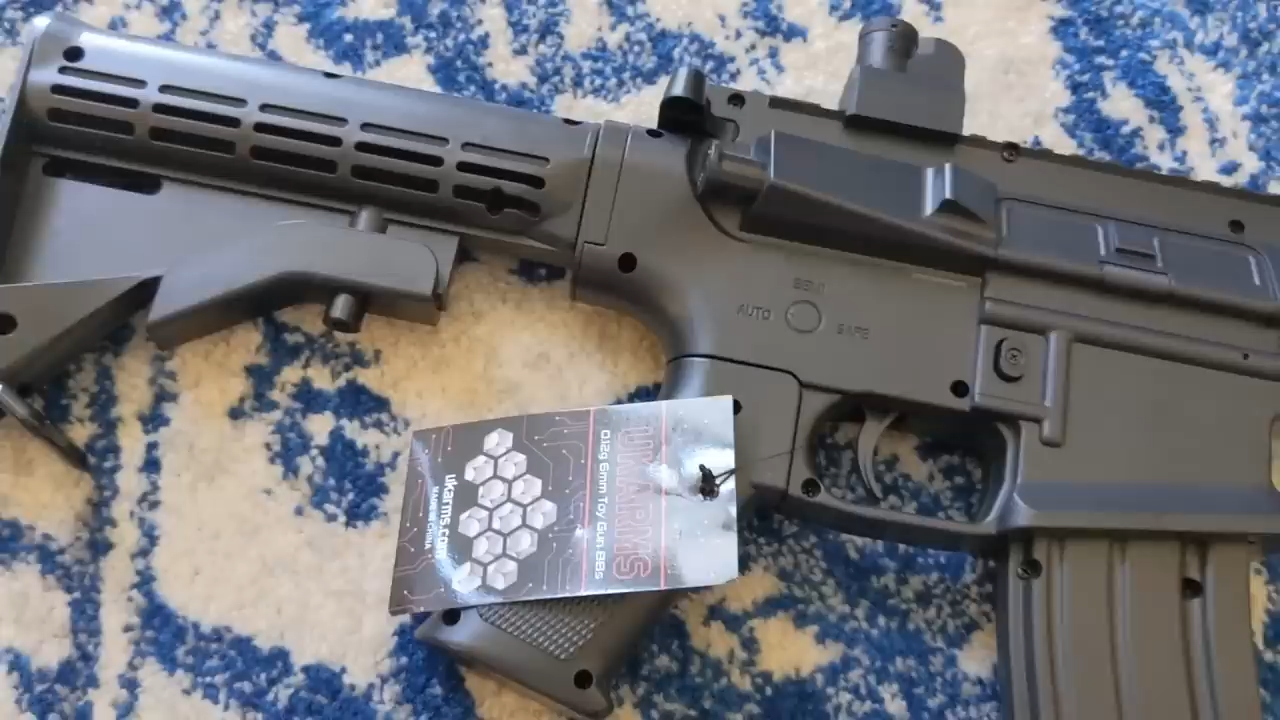 SEMI
AUTO
SAFE
UKARMS
0.12g 6mm Toy Gun BBs
ukarms.com
MADE IN CHINA